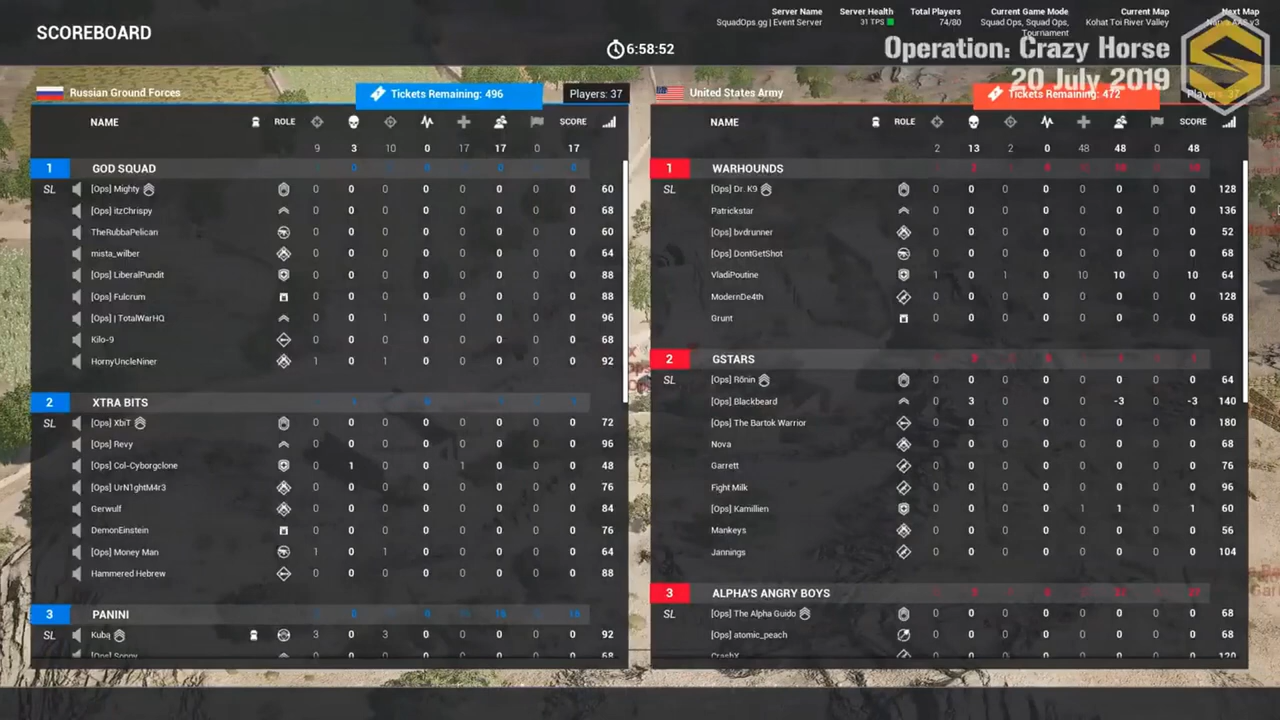 SCOREBOARD
Server Name
SquadOps.gg | Event Server
Server Health
31 TPS
Total Players
74/80
Current Game Mode
Squad Ops, Squad Ops,
Tournament
Current Map
Kohat Toi River Valley
Next Map
6:58:52
Operation: Crazy Horse
20 July 2019
Russian Ground Forces
Tickets Remaining: 496
Players: 37
NAME ROLE SCORE
9 3 10 0 17 17 0 17
1 GOD SQUAD
SL [Ops] Mighty 0 0 0 0 0 0 0 0 60
[Ops] itzChrispy 0 0 0 0 0 0 0 0 68
TheRubbaPelican 0 0 0 0 0 0 0 0 60
mista_wilber 0 0 0 0 0 0 0 0 64
[Ops] LiberalPundit 0 0 0 0 0 0 0 0 88
[Ops] Fulcrum 0 0 0 0 0 0 0 0 88
[Ops] | TotalWarHQ 0 0 1 0 0 0 0 0 96
Kilo-9 0 0 0 0 0 0 0 0 68
HornyUncleNiner 1 0 1 0 0 0 0 0 92
2 XTRA BITS
SL [Ops] XbiT 0 0 0 0 0 0 0 0 72
[Ops] Revy 0 0 0 0 0 0 0 0 96
[Ops] Col-Cyborgclone 0 1 0 0 1 0 0 0 48
[Ops] UrN1ghtM4r3 0 0 0 0 0 0 0 0 76
Gerwulf 0 0 0 0 0 0 0 0 84
DemonEinstein 0 0 0 0 0 0 0 0 76
[Ops] Money Man 1 0 1 0 0 0 0 0 64
Hammered Hebrew 0 0 0 0 0 0 0 0 88
3 PANINI
SL Kubą 3 0 3 0 0 0 0 0 92
United States Army
Tickets Remaining: 472
Players: 37
NAME ROLE SCORE
2 13 2 0 48 48 0 48
1 WARHOUNDS
SL [Ops] Dr. K9 0 0 0 0 0 0 0 0 128
Patrickstar 0 0 0 0 0 0 0 0 136
[Ops] bvdrunner 0 0 0 0 0 0 0 0 52
[Ops] DontGetShot 0 0 0 0 0 0 0 0 68
VladiPoutine 1 0 1 0 10 10 0 10 64
ModernDe4th 0 0 0 0 0 0 0 0 128
Grunt 0 0 0 0 0 0 0 0 68
2 GSTARS
SL [Ops] Rōnin 0 0 0 0 0 0 0 0 64
[Ops] Blackbeard 0 3 0 0 0 -3 0 -3 140
[Ops] The Bartok Warrior 0 0 0 0 0 0 0 0 180
Nova 0 0 0 0 0 0 0 0 68
Garrett 0 0 0 0 0 0 0 0 76
Fight Milk 0 0 0 0 0 0 0 0 96
[Ops] Kamillien 0 0 0 0 1 1 0 1 60
Mankeys 0 0 0 0 0 0 0 0 56
Jannings 0 0 0 0 0 0 0 0 104
3 ALPHA'S ANGRY BOYS
SL [Ops] The Alpha Guido 0 0 0 0 0 0 0 0 68
[Ops] atomic_peach 0 0 0 0 0 0 0 0 68